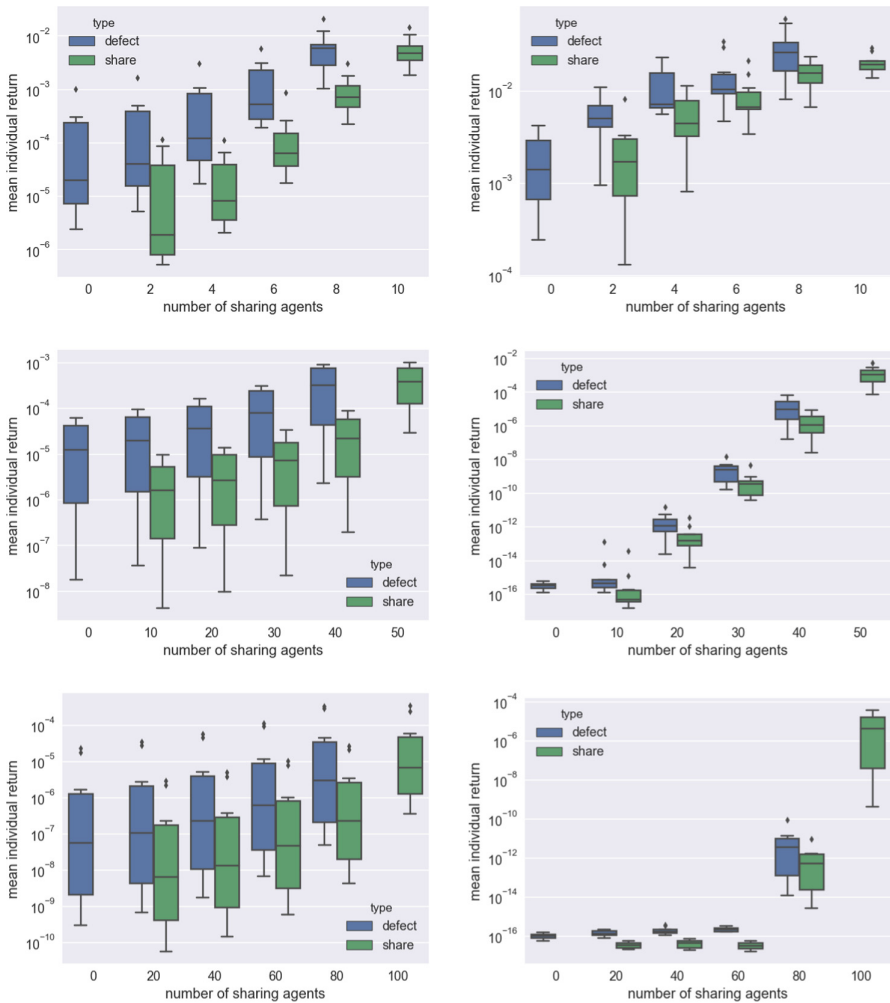 type
defect
share
mean individual return
10⁻²
10⁻³
10⁻⁴
10⁻⁵
10⁻⁶
0 2 4 6 8 10
number of sharing agents
type
defect
share
mean individual return
10⁻²
10⁻³
10⁻⁴
0 2 4 6 8 10
number of sharing agents
mean individual return
10⁻³
10⁻⁴
10⁻⁵
10⁻⁶
10⁻⁷
10⁻⁸
type
defect
share
0 10 20 30 40 50
number of sharing agents
type
defect
share
mean individual return
10⁻²
10⁻⁴
10⁻⁶
10⁻⁸
10⁻¹⁰
10⁻¹²
10⁻¹⁴
10⁻¹⁶
0 10 20 30 40 50
number of sharing agents
mean individual return
10⁻⁴
10⁻⁵
10⁻⁶
10⁻⁷
10⁻⁸
10⁻⁹
10⁻¹⁰
type
defect
share
0 20 40 60 80 100
number of sharing agents
type
defect
share
mean individual return
10⁻⁴
10⁻⁶
10⁻⁸
10⁻¹⁰
10⁻¹²
10⁻¹⁴
10⁻¹⁶
0 20 40 60 80 100
number of sharing agents